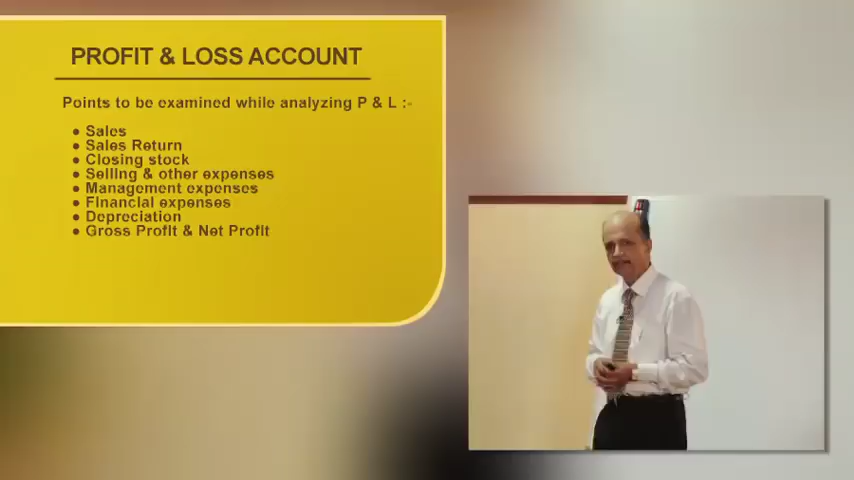 PROFIT & LOSS ACCOUNT
Points to be examined while analyzing P & L :-
● Sales
● Sales Return
● Closing stock
● Selling & other expenses
● Management expenses
● Financial expenses
● Depreciation
● Gross Profit & Net Profit